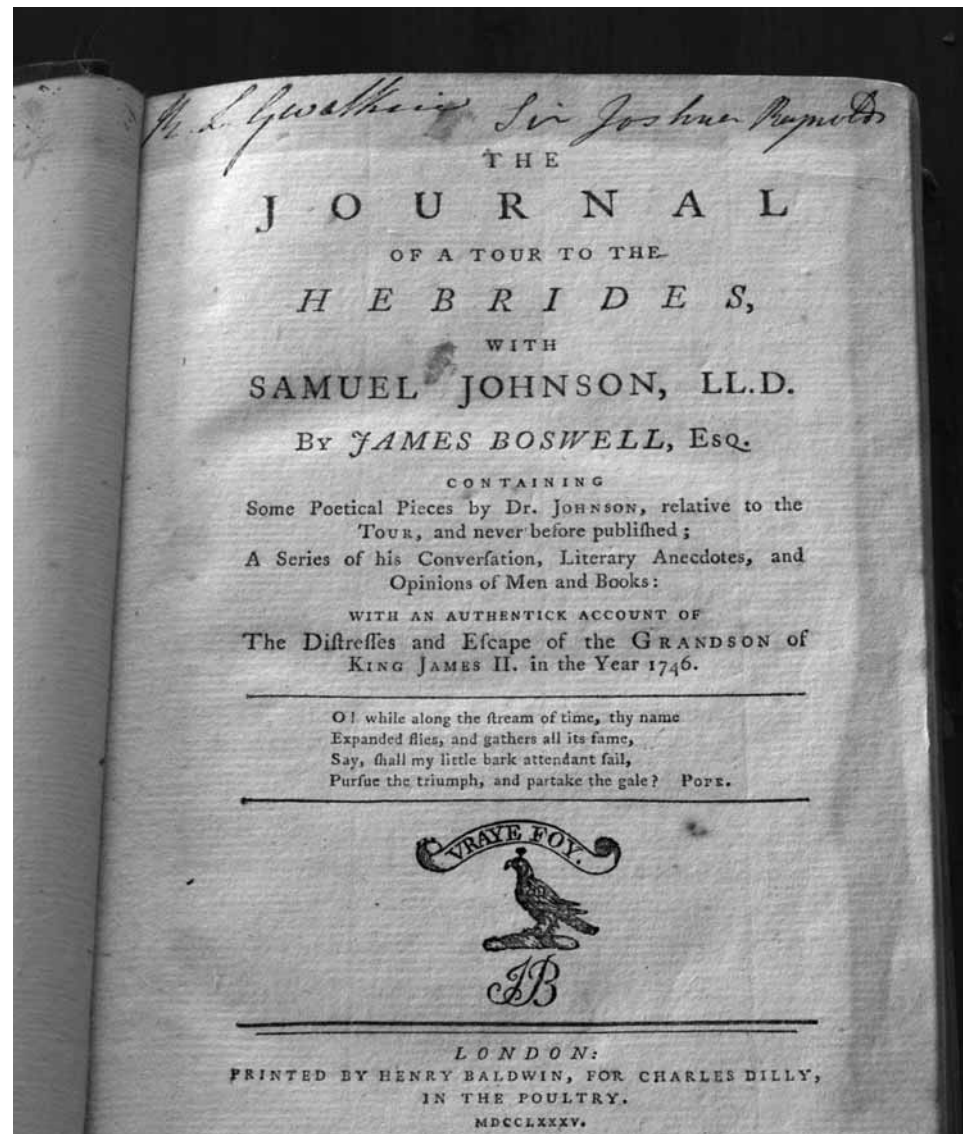 R. L. Gwatkin Sir Joshua Reynolds
THE
JOURNAL
OF A TOUR TO THE
HEBRIDES,
WITH
SAMUEL JOHNSON, LL.D.
By JAMES BOSWELL, Esq.
CONTAINING
Some Poetical Pieces by Dr. Johnson, relative to the
Tour, and never before publiſhed;
A Series of his Converſation, Literary Anecdotes, and
Opinions of Men and Books:
WITH AN AUTHENTICK ACCOUNT OF
The Diſtreſſes and Eſcape of the GRANDSON of
King James II. in the Year 1746.
O! while along the ſtream of time, thy name
Expanded flies, and gathers all its fame,
Say, ſhall my little bark attendant ſail,
Purſue the triumph, and partake the gale? Pope.
VRAYE FOY.
JB
LONDON:
PRINTED BY HENRY BALDWIN, FOR CHARLES DILLY,
IN THE POULTRY.
MDCCLXXXV.